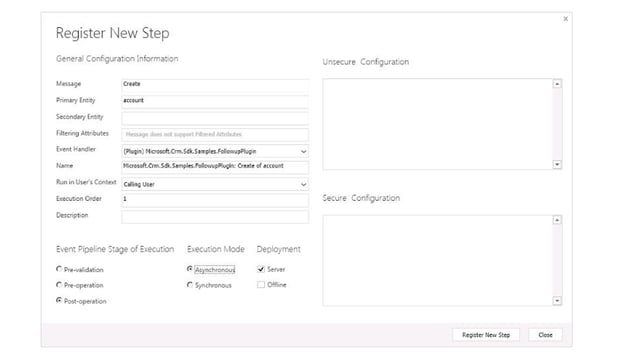 Register New Step
General Configuration Information
Message Create
Primary Entity account
Secondary Entity
Filtering Attributes Message does not support Filtered Attributes
Event Handler (Plugin) Microsoft.Crm.Sdk.Samples.FollowupPlugin
Name Microsoft.Crm.Sdk.Samples.FollowupPlugin: Create of account
Run in User's Context Calling User
Execution Order 1
Description
Event Pipeline Stage of Execution
Pre-validation
Pre-operation
Post-operation
Execution Mode
Asynchronous
Synchronous
Deployment
Server
Offline
Unsecure Configuration
Secure Configuration
Register New Step
Close